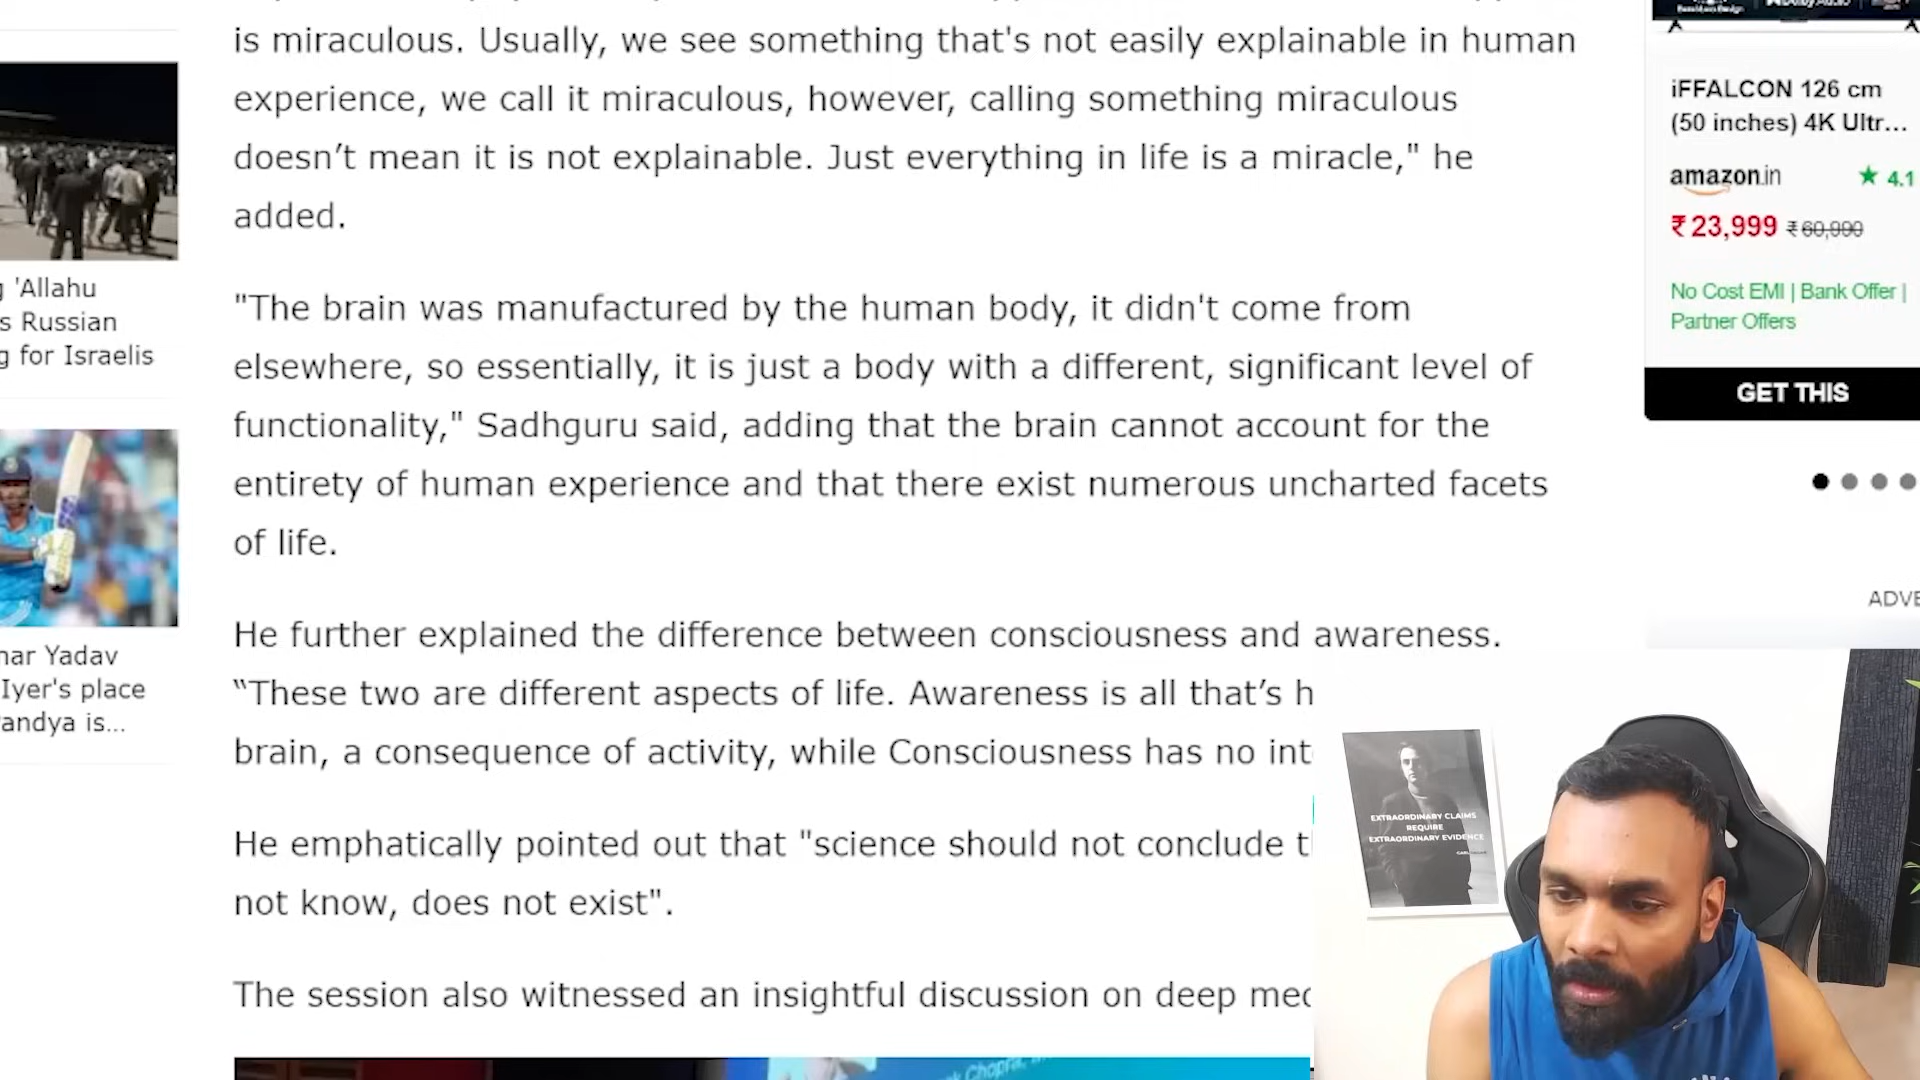 is miraculous. Usually, we see something that's not easily explainable in human
experience, we call it miraculous, however, calling something miraculous
doesn’t mean it is not explainable. Just everything in life is a miracle," he
added.
"The brain was manufactured by the human body, it didn't come from
elsewhere, so essentially, it is just a body with a different, significant level of
functionality," Sadhguru said, adding that the brain cannot account for the
entirety of human experience and that there exist numerous uncharted facets
of life.
He further explained the difference between consciousness and awareness.
“These two are different aspects of life. Awareness is all that’s h
brain, a consequence of activity, while Consciousness has no int
He emphatically pointed out that "science should not conclude t
not know, does not exist".
The session also witnessed an insightful discussion on deep med
'Allahu
s Russian
g for Israelis
mar Yadav
Iyer's place
andya is...
iFFALCON 126 cm
(50 inches) 4K Ultr...
amazon.in
★ 4.1
₹23,999 ₹60,990
No Cost EMI | Bank Offer |
Partner Offers
GET THIS
ADVE
EXTRAORDINARY CLAIMS
REQUIRE
EXTRAORDINARY EVIDENCE
Chopra,